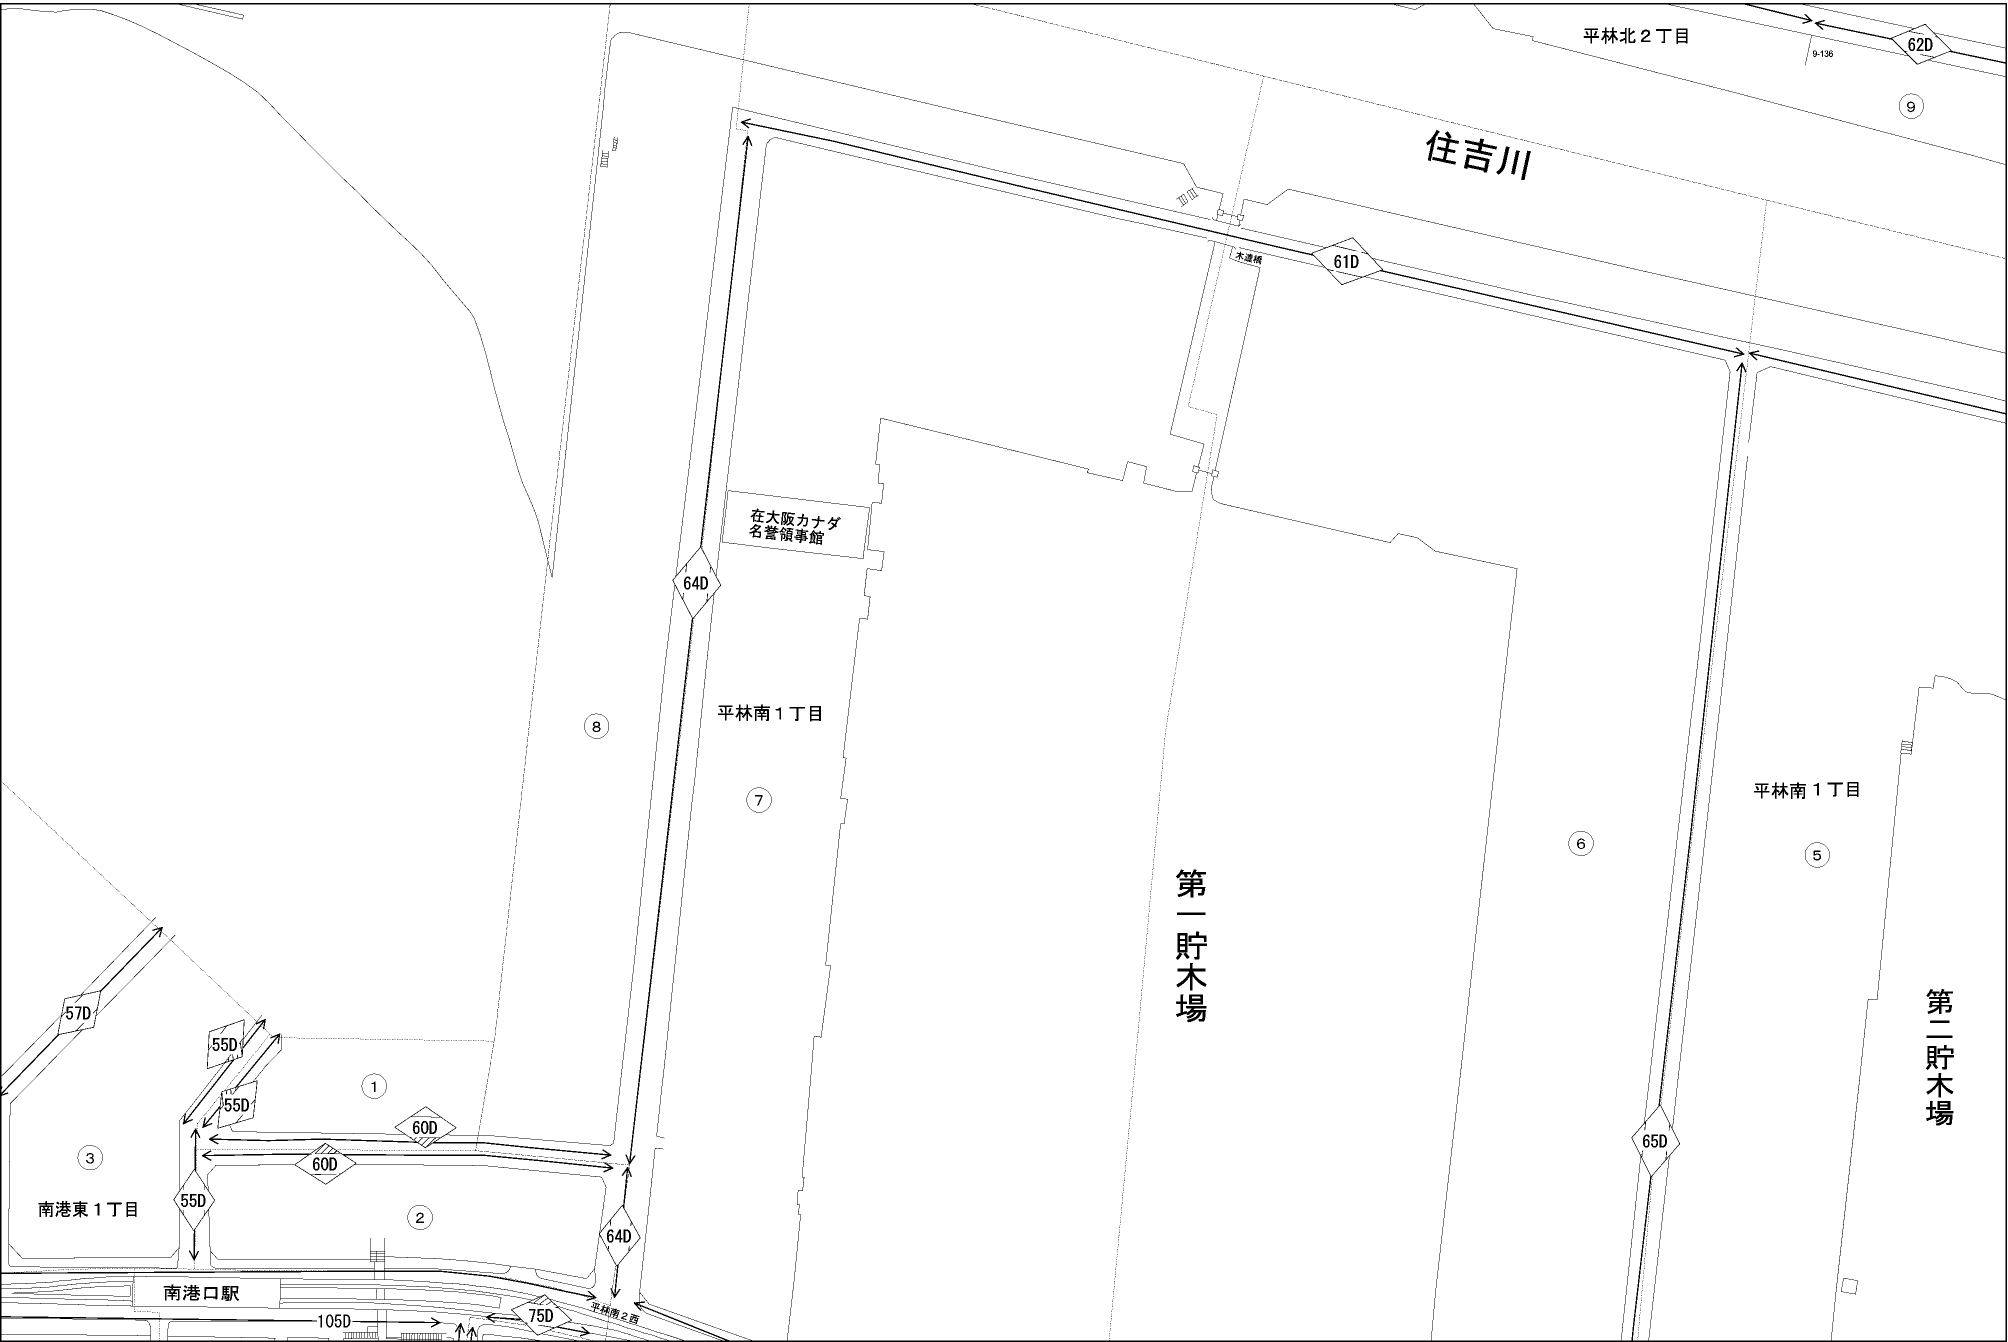 平林北２丁目
62D
9-136
9
住吉川
木遣橋
61D
在大阪カナダ
名誉領事館
64D
平林南１丁目
8
7
平林南１丁目
6
5
第一貯木場
第二貯木場
57D
55D
55D
1
60D
60D
3
南港東１丁目
55D
2
64D
65D
南港口駅
105D
75D
平林南２西